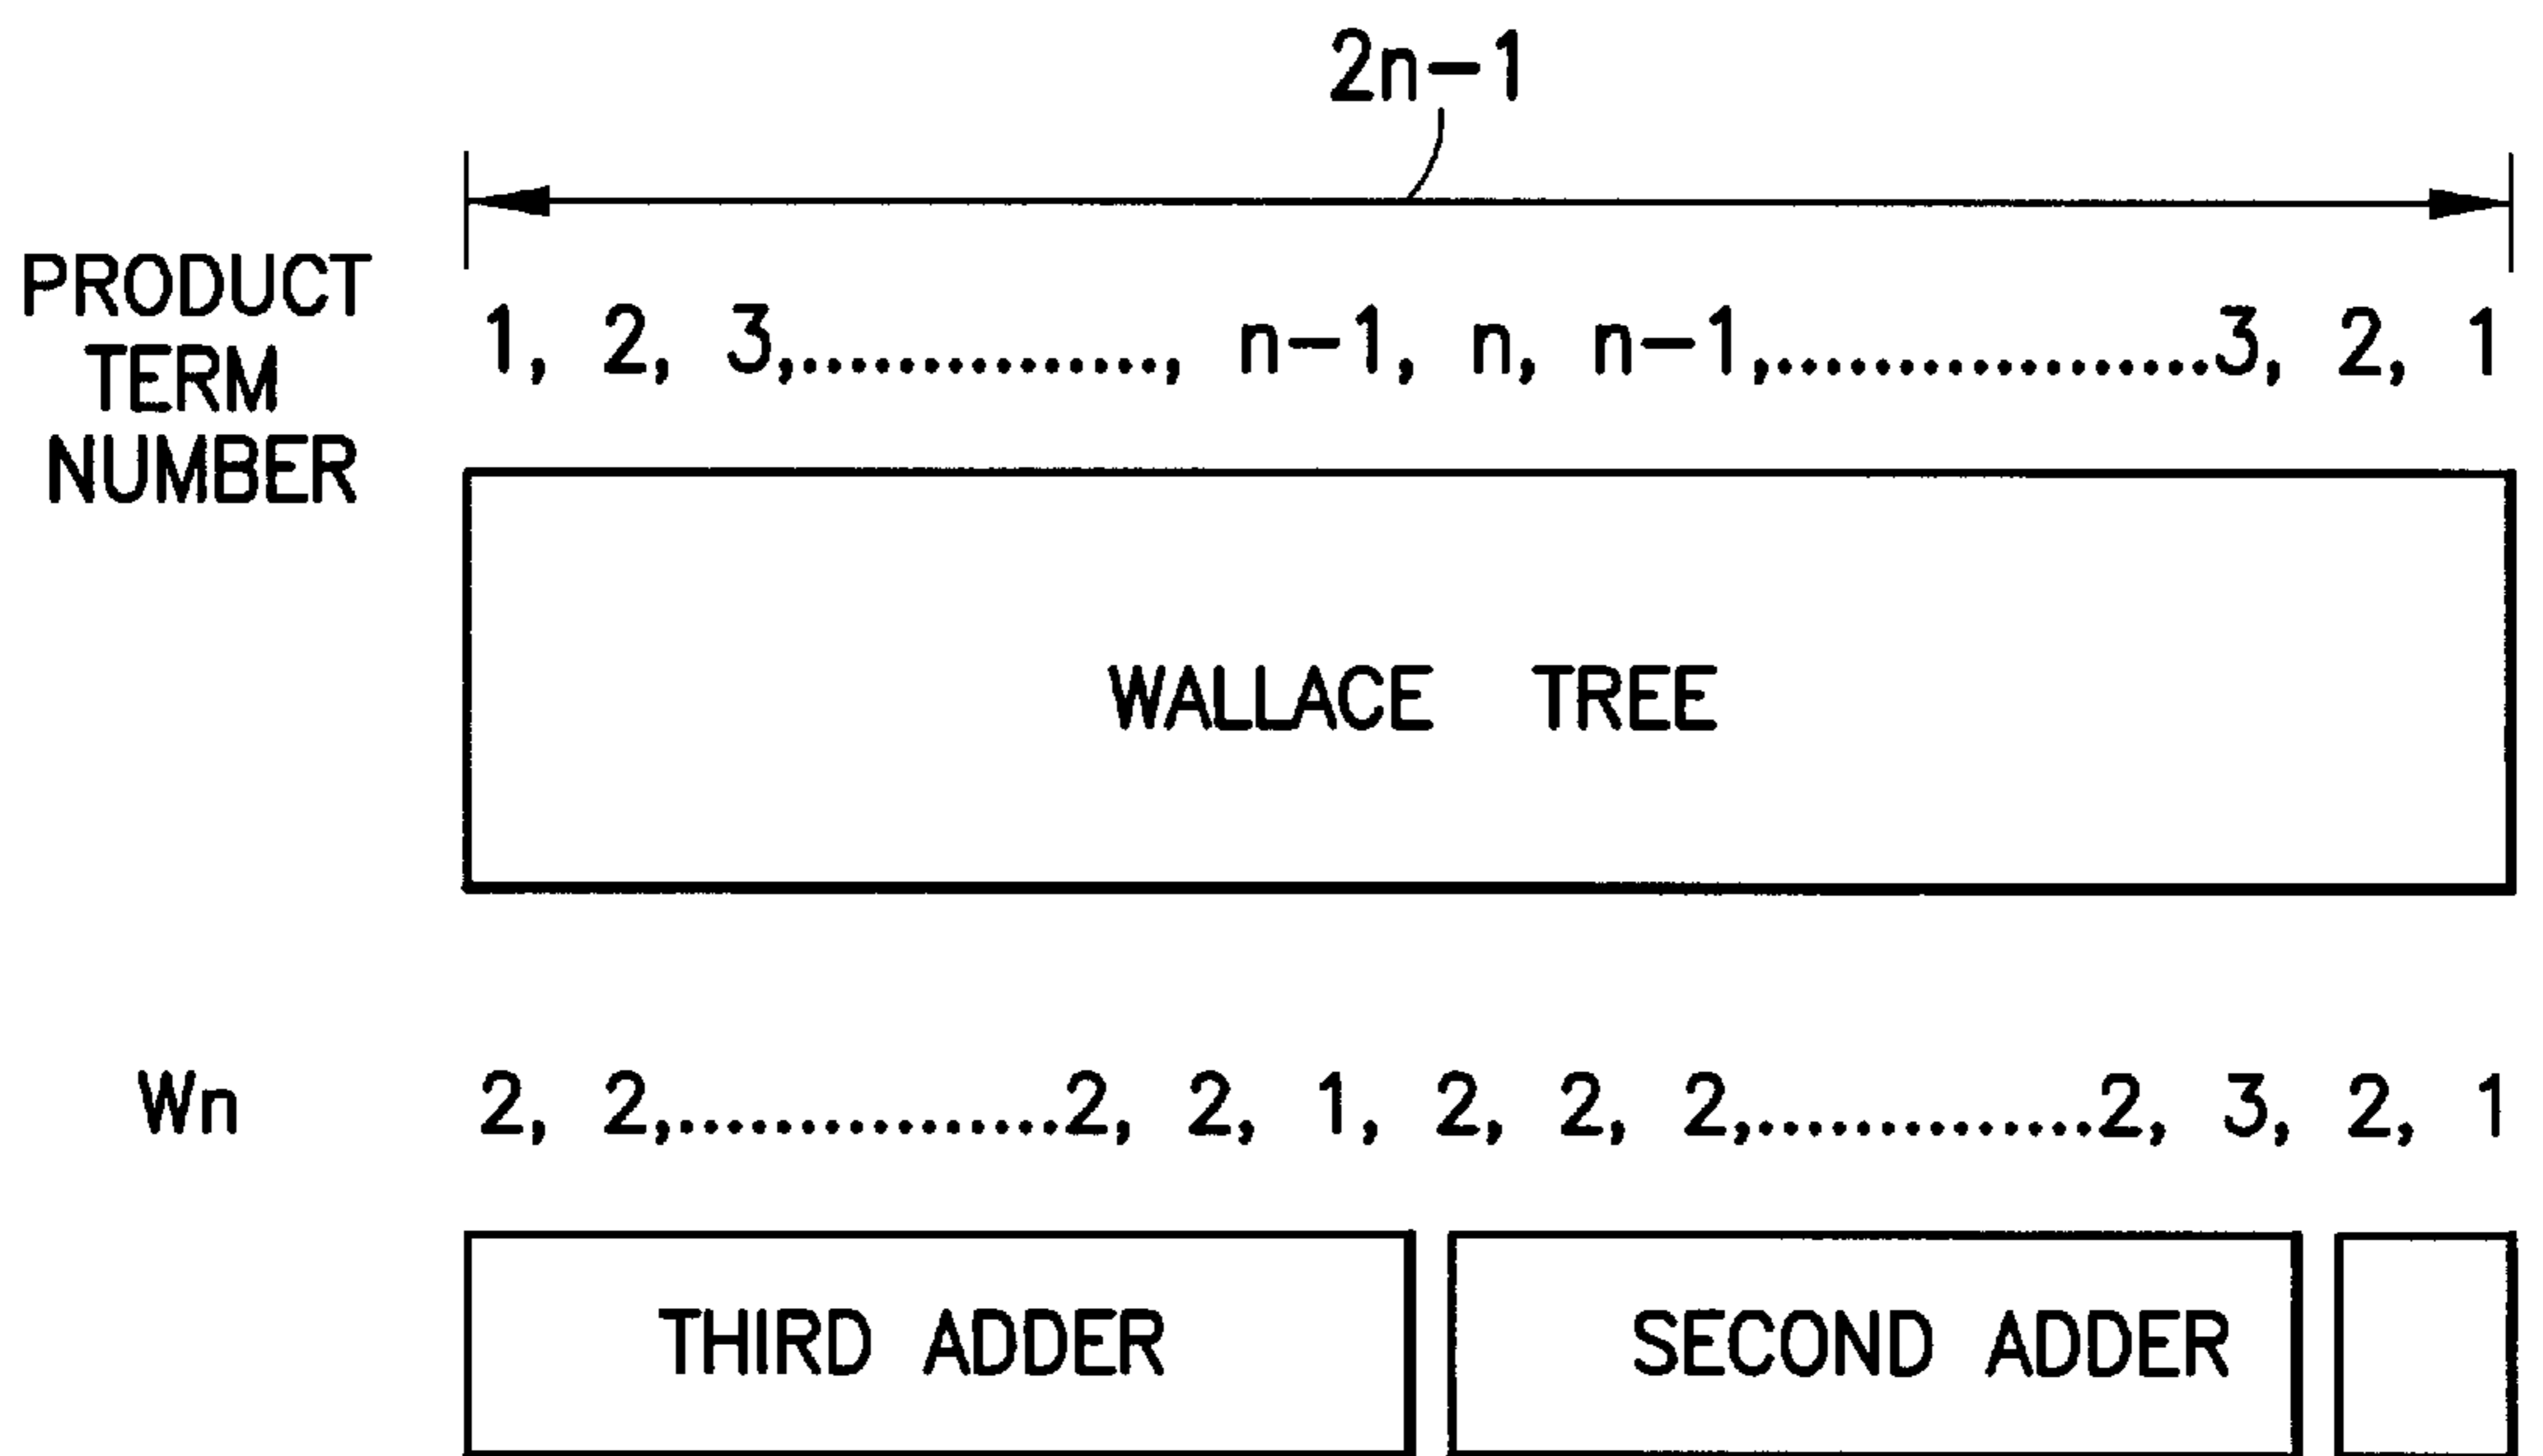 2n-1
PRODUCT
TERM
NUMBER
1, 2, 3,................, n-1, n, n-1,..................3, 2, 1
WALLACE TREE
Wn
2, 2,................2, 2, 1, 2, 2, 2,..............2, 3, 2, 1
THIRD ADDER
SECOND ADDER